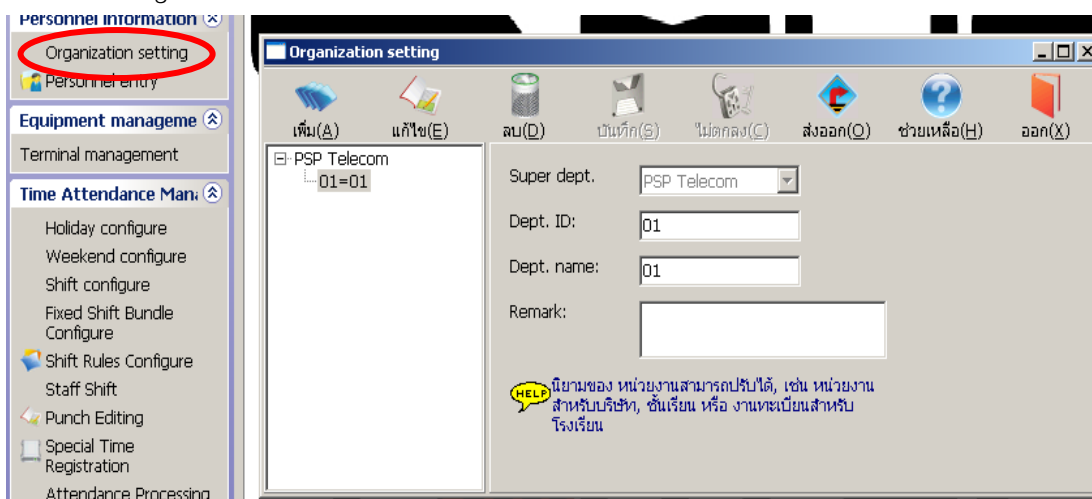 Personnel Information
Organization setting
Personnel entry
Equipment manageme
Terminal management
Time Attendance Mana
Holiday configure
Weekend configure
Shift configure
Fixed Shift Bundle
Configure
Shift Rules Configure
Staff Shift
Punch Editing
Special Time
Registration
Attendance Processing
Organization setting
เพิ่ม(A) แก้ไข(E) ลบ(D) บันทึก(S) ไม่ตกลง(C) ส่งออก(O) ช่วยเหลือ(H) ออก(X)
PSP Telecom
01=01
Super dept. PSP Telecom
Dept. ID: 01
Dept. name: 01
Remark:
HELP นิยามของ หน่วยงานสามารถปรับได้, เช่น หน่วยงาน
สำหรับบริษัท, ชั้นเรียน หรือ งานทะเบียนสำหรับ
โรงเรียน